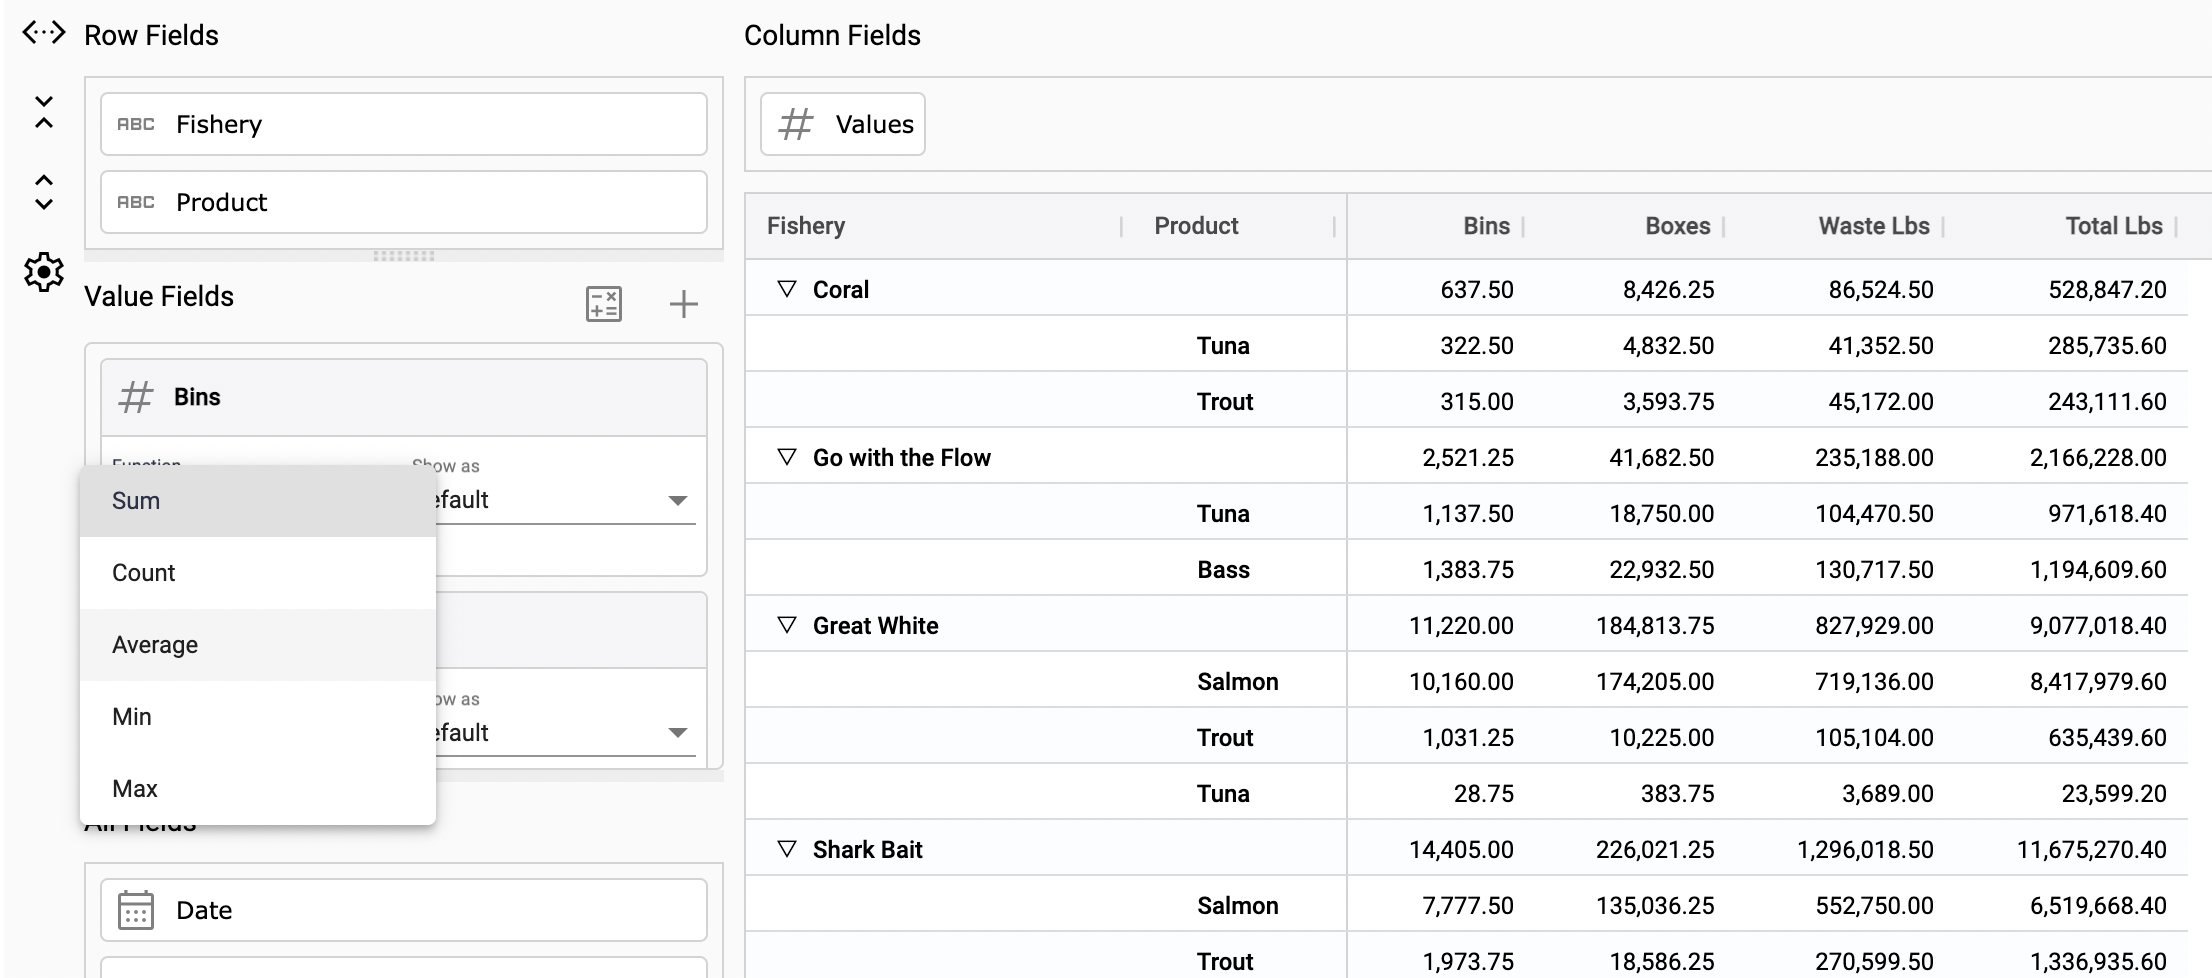 Row Fields
ABC Fishery
ABC Product
Value Fields
Bins
Function Show as
Sum
efault
Count
Average
Min
Max
ow as
efault
All Fields
Date
Column Fields
# Values
Fishery Product Bins Boxes Waste Lbs Total Lbs
Coral 637.50 8,426.25 86,524.50 528,847.20
Tuna 322.50 4,832.50 41,352.50 285,735.60
Trout 315.00 3,593.75 45,172.00 243,111.60
Go with the Flow 2,521.25 41,682.50 235,188.00 2,166,228.00
Tuna 1,137.50 18,750.00 104,470.50 971,618.40
Bass 1,383.75 22,932.50 130,717.50 1,194,609.60
Great White 11,220.00 184,813.75 827,929.00 9,077,018.40
Salmon 10,160.00 174,205.00 719,136.00 8,417,979.60
Trout 1,031.25 10,225.00 105,104.00 635,439.60
Tuna 28.75 383.75 3,689.00 23,599.20
Shark Bait 14,405.00 226,021.25 1,296,018.50 11,675,270.40
Salmon 7,777.50 135,036.25 552,750.00 6,519,668.40
Trout 1,973.75 18,586.25 270,599.50 1,336,935.60